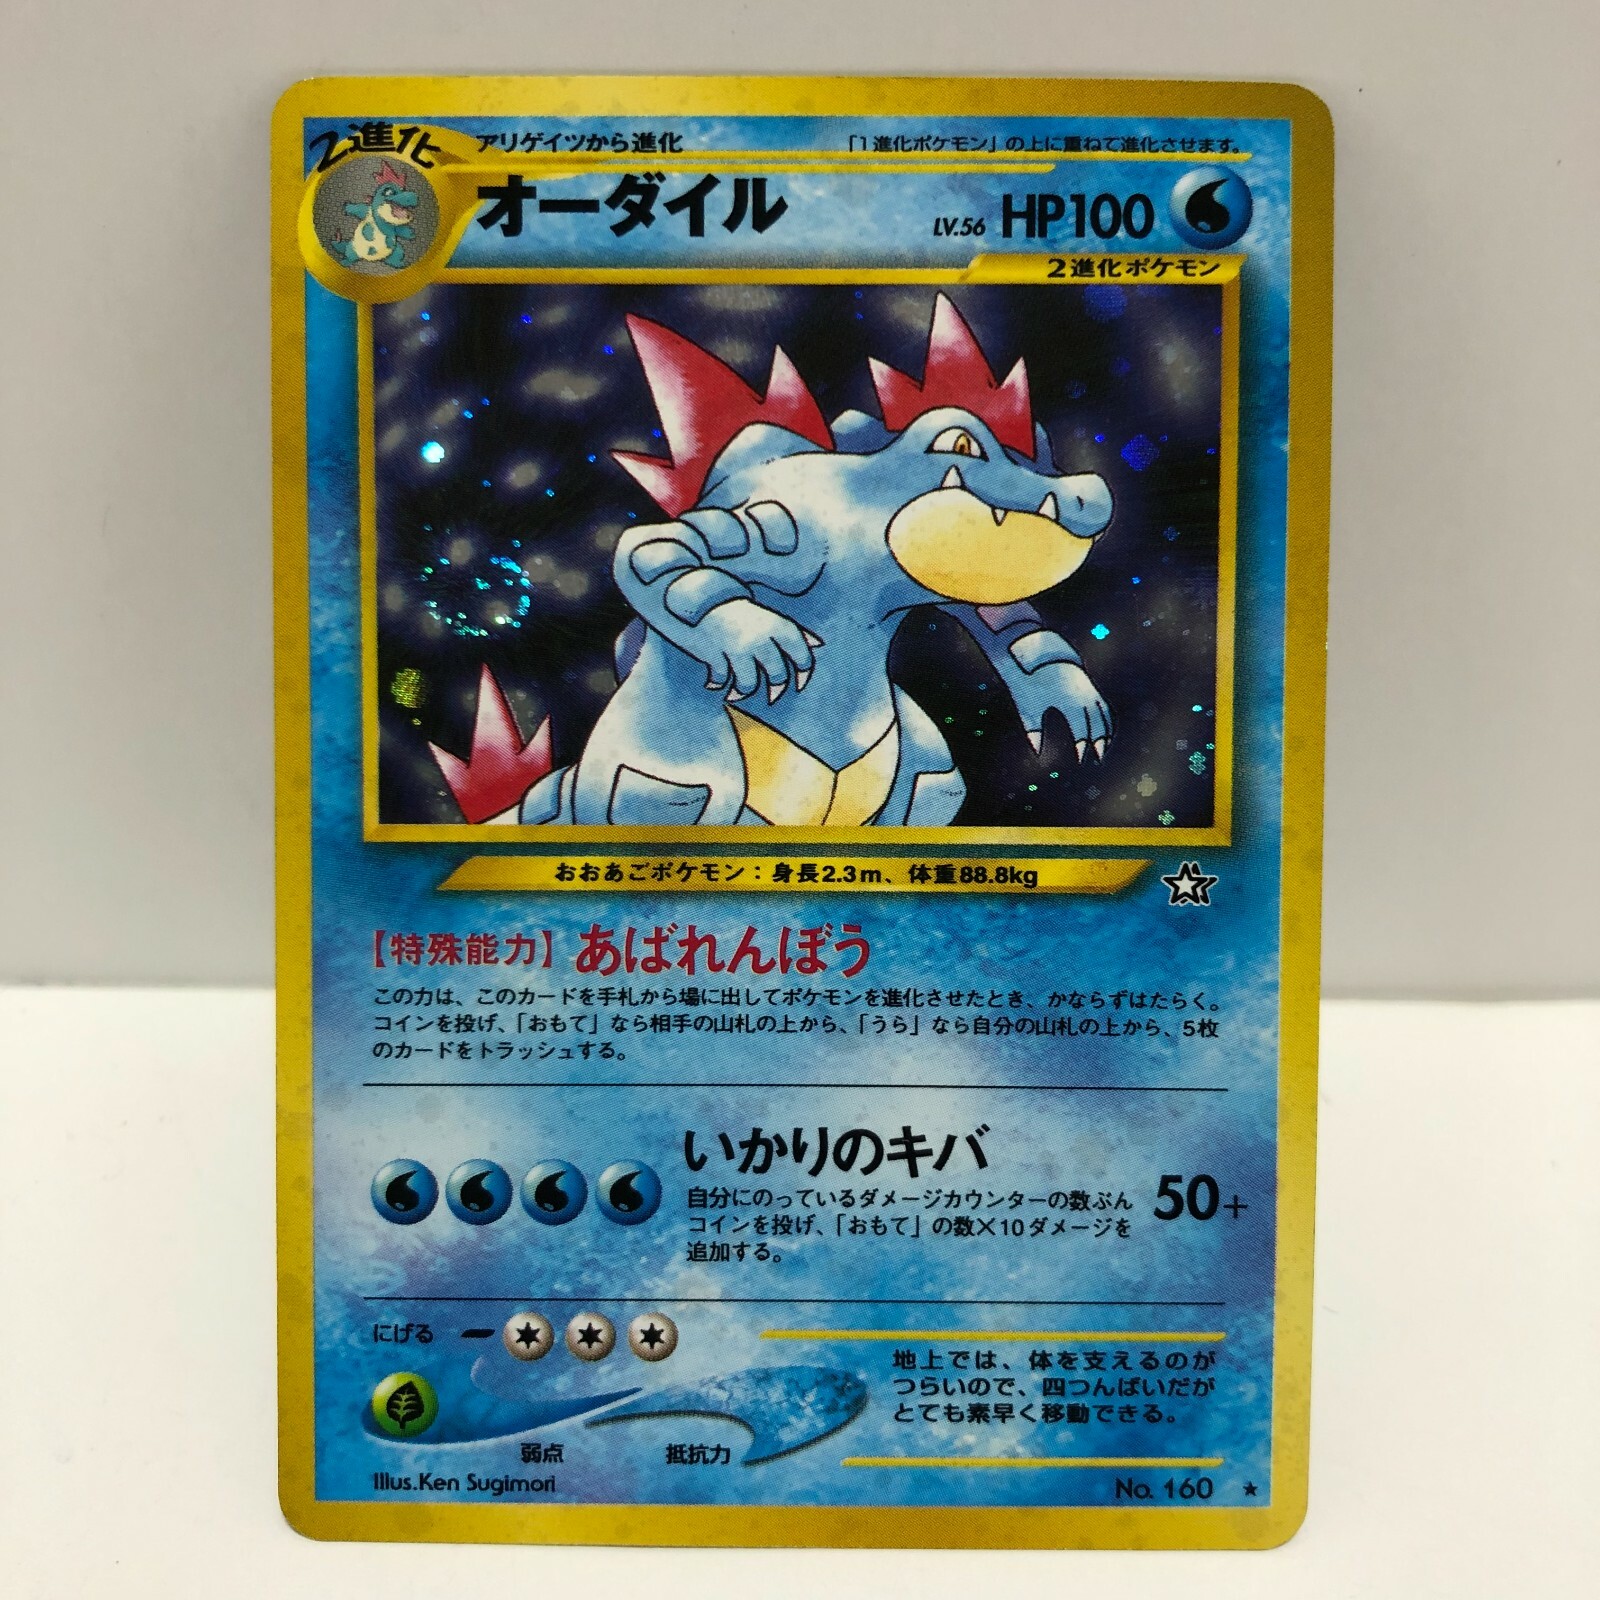 2進化
アリゲイツから進化
「1進化ポケモン」の上に重ねて進化させます。
オーダイル
LV.56 HP100
2進化ポケモン
おおあごポケモン:身長2.3m、体重88.8kg
【特殊能力】あばれんぼう
この力は、このカードを手札から場に出してポケモンを進化させたとき、かならずはたらく。
コインを投げ、「おもて」なら相手の山札の上から、「うら」なら自分の山札の上から、5枚
のカードをトラッシュする。
いかりのキバ
自分にのっているダメージカウンターの数ぶん
コインを投げ、「おもて」の数×10ダメージを
追加する。
50+
にげる
地上では、体を支えるのが
つらいので、四つんばいだが
とても素早く移動できる。
弱点
抵抗力
Illus.Ken Sugimori
No. 160 ★